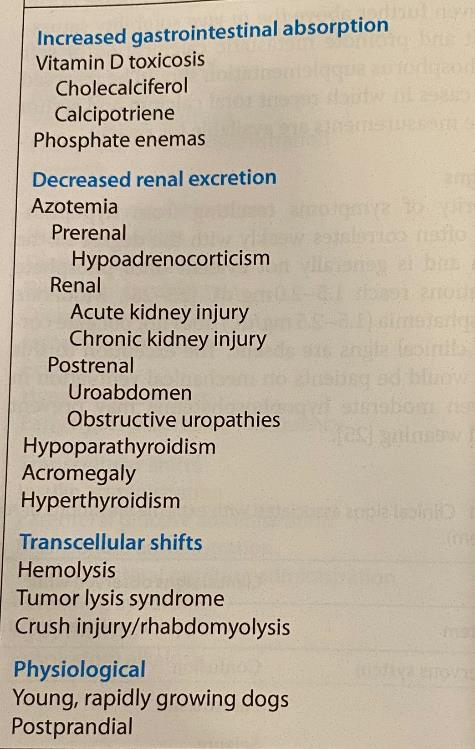 Increased gastrointestinal absorption
Vitamin D toxicosis
Cholecalciferol
Calcipotriene
Phosphate enemas
Decreased renal excretion
Azotemia
Prerenal
Hypoadrenocorticism
Renal
Acute kidney injury
Chronic kidney injury
Postrenal
Uroabdomen
Obstructive uropathies
Hypoparathyroidism
Acromegaly
Hyperthyroidism
Transcellular shifts
Hemolysis
Tumor lysis syndrome
Crush injury/rhabdomyolysis
Physiological
Young, rapidly growing dogs
Postprandial